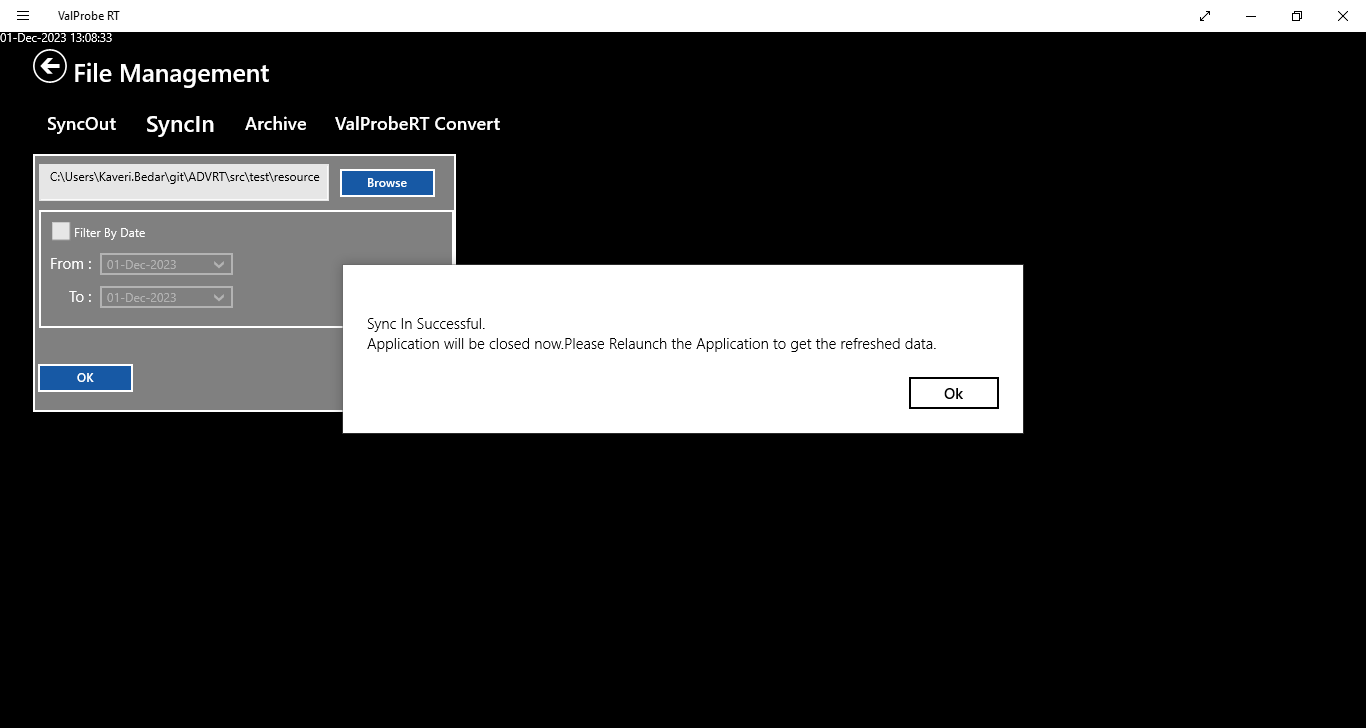 ValProbe RT
01-Dec-2023 13:08:33
File Management
SyncOut SyncIn Archive ValProbeRT Convert
C:\Users\Kaveri.Bedar\git\ADVRT\src\test\resource Browse
Filter By Date
From : 01-Dec-2023
To : 01-Dec-2023
OK
Sync In Successful.
Application will be closed now.Please Relaunch the Application to get the refreshed data.
Ok